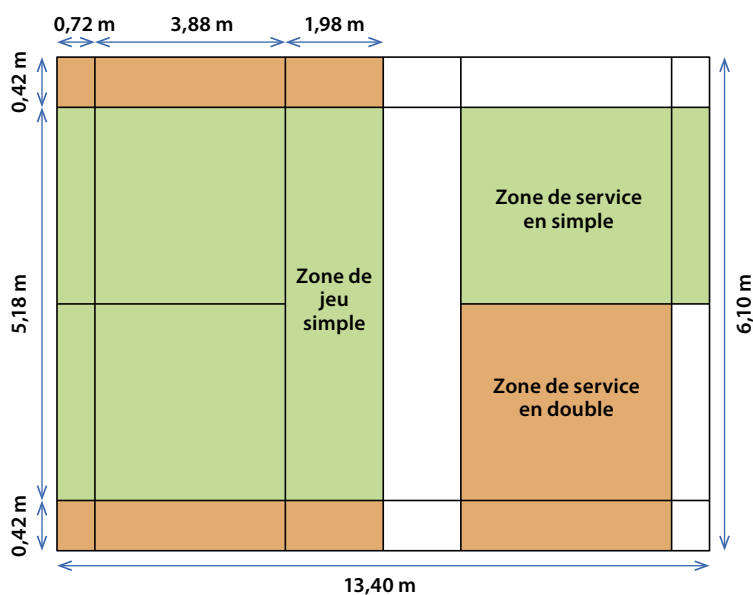 0,72 m
3,88 m
1,98 m
0,42 m
Zone de service
en simple
5,18 m
Zone de
jeu
simple
6,10 m
Zone de service
en double
0,42 m
13,40 m